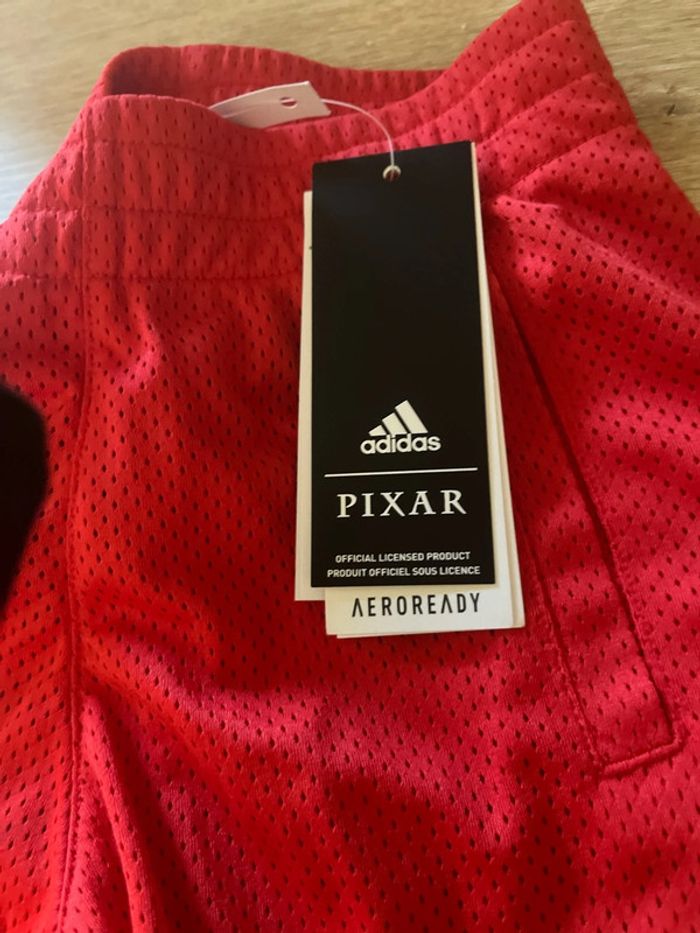 adidas
PIXAR
OFFICIAL LICENSED PRODUCT
PRODUIT OFFICIEL SOUS LICENCE
AEROREADY